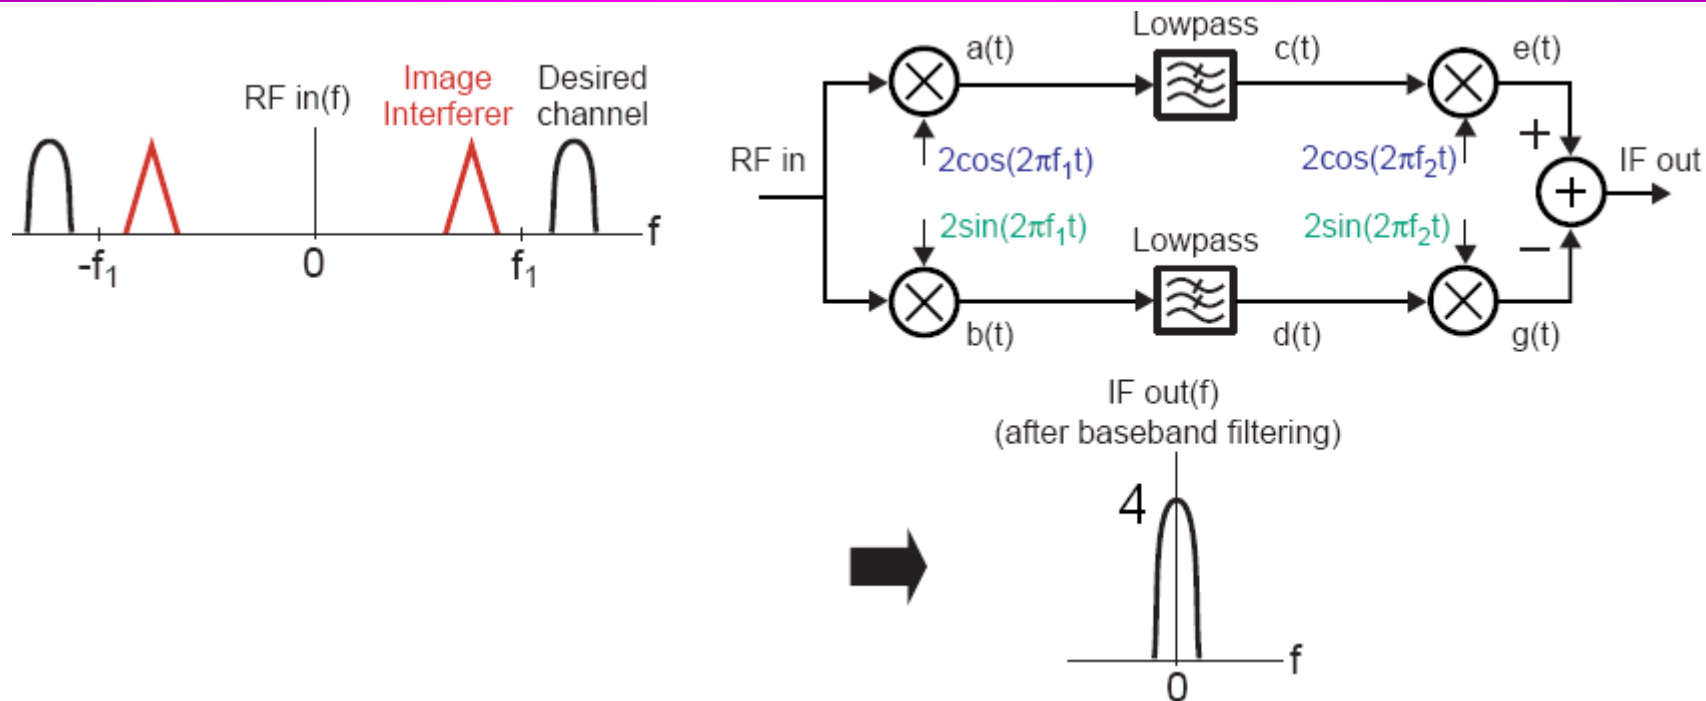 RF in(f)
Image
Interferer
Desired
channel
-f₁
0
f₁
f
RF in
a(t)
Lowpass
c(t)
e(t)
2cos(2πf₁t)
2cos(2πf₂t)
+
+
IF out
2sin(2πf₁t)
Lowpass
2sin(2πf₂t)
−
b(t)
d(t)
g(t)
IF out(f)
(after baseband filtering)
4
f
0